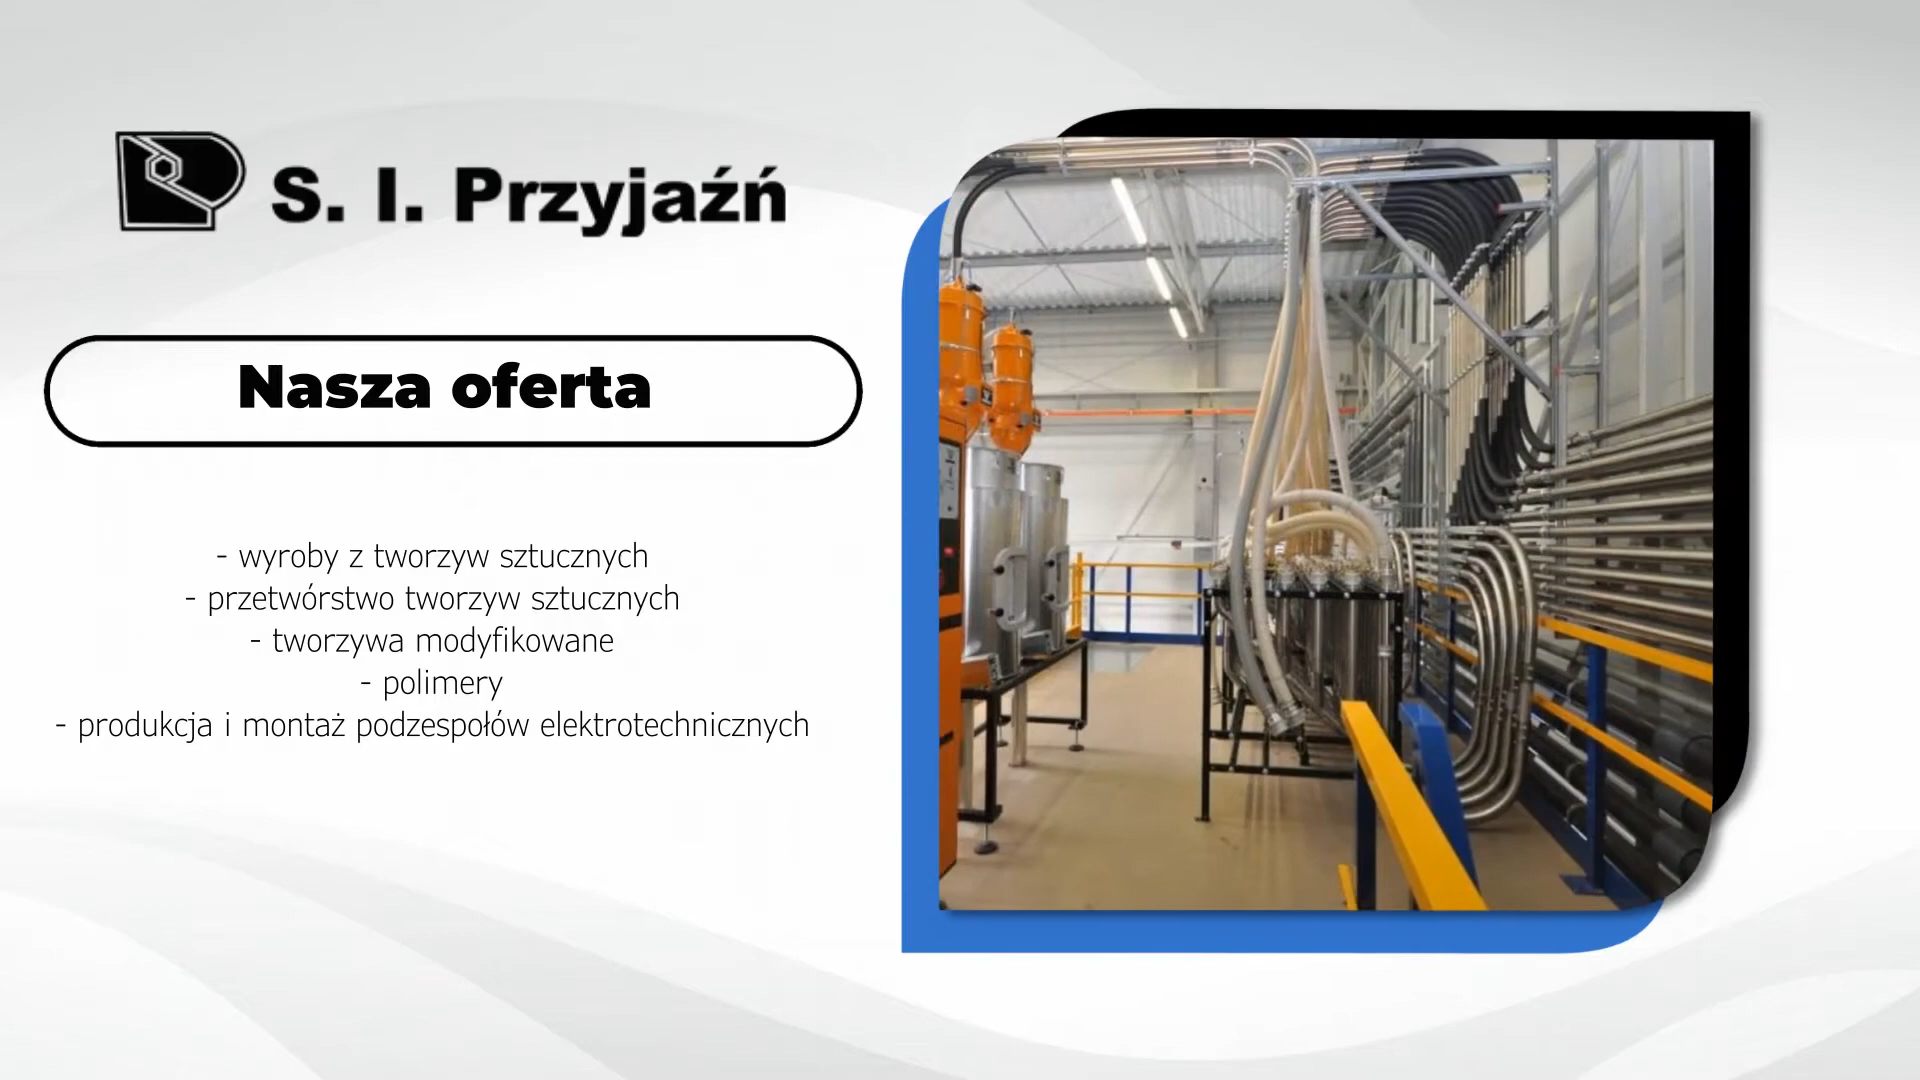 S. I. Przyjaźń
Nasza oferta
- wyroby z tworzyw sztucznych
- przetwórstwo tworzyw sztucznych
- tworzywa modyfikowane
- polimery
- produkcja i montaż podzespołów elektrotechnicznych